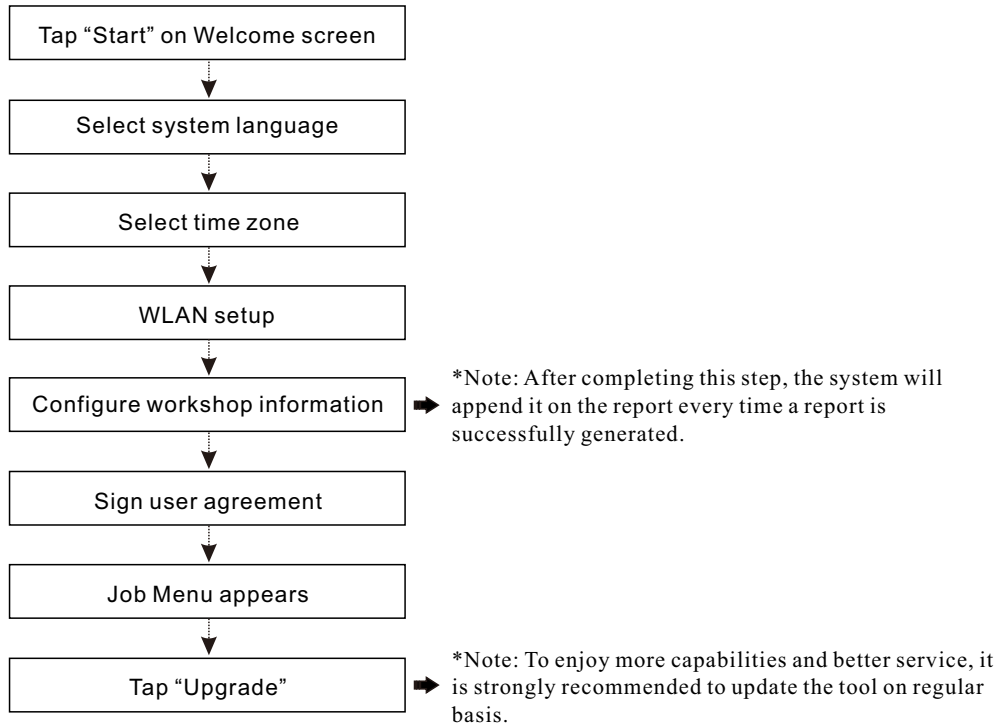 Tap “Start” on Welcome screen
Select system language
Select time zone
WLAN setup
Configure workshop information
*Note: After completing this step, the system will
append it on the report every time a report is
successfully generated.
Sign user agreement
Job Menu appears
Tap “Upgrade”
*Note: To enjoy more capabilities and better service, it
is strongly recommended to update the tool on regular
basis.